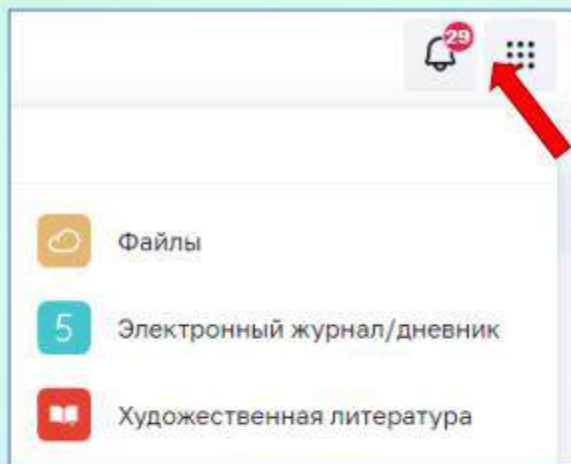 29
Файлы
5
Электронный журнал/дневник
Художественная литература